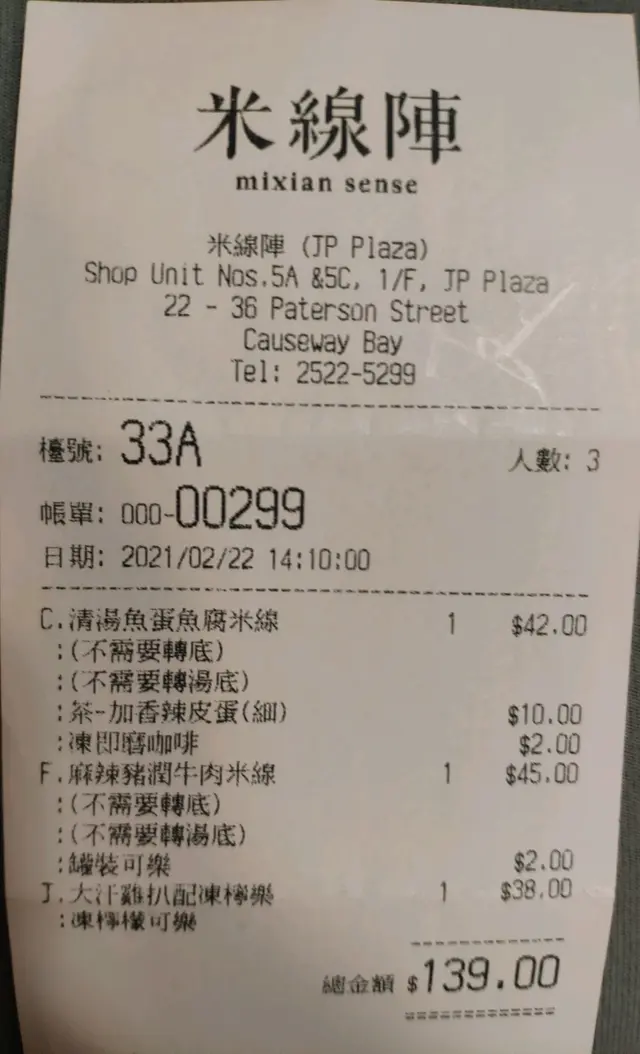 米線陣
mixian sense
米線陣 (JP Plaza)
Shop Unit Nos.5A &5C, 1/F, JP Plaza
22 - 36 Paterson Street
Causeway Bay
Tel: 2522-5299
檯號: 33A 人數: 3
帳單: 000-00299
日期: 2021/02/22 14:10:00
C.清湯魚蛋魚腐米線 1 $42.00
:(不需要轉底)
:(不需要轉湯底)
:茶-加香辣皮蛋(細) $10.00
:凍即磨咖啡 $2.00
F.麻辣豬潤牛肉米線 1 $45.00
:(不需要轉底)
:(不需要轉湯底)
:罐裝可樂 $2.00
J.大汁雞扒配凍檸樂 1 $38.00
:凍檸檬可樂
總金額 $139.00